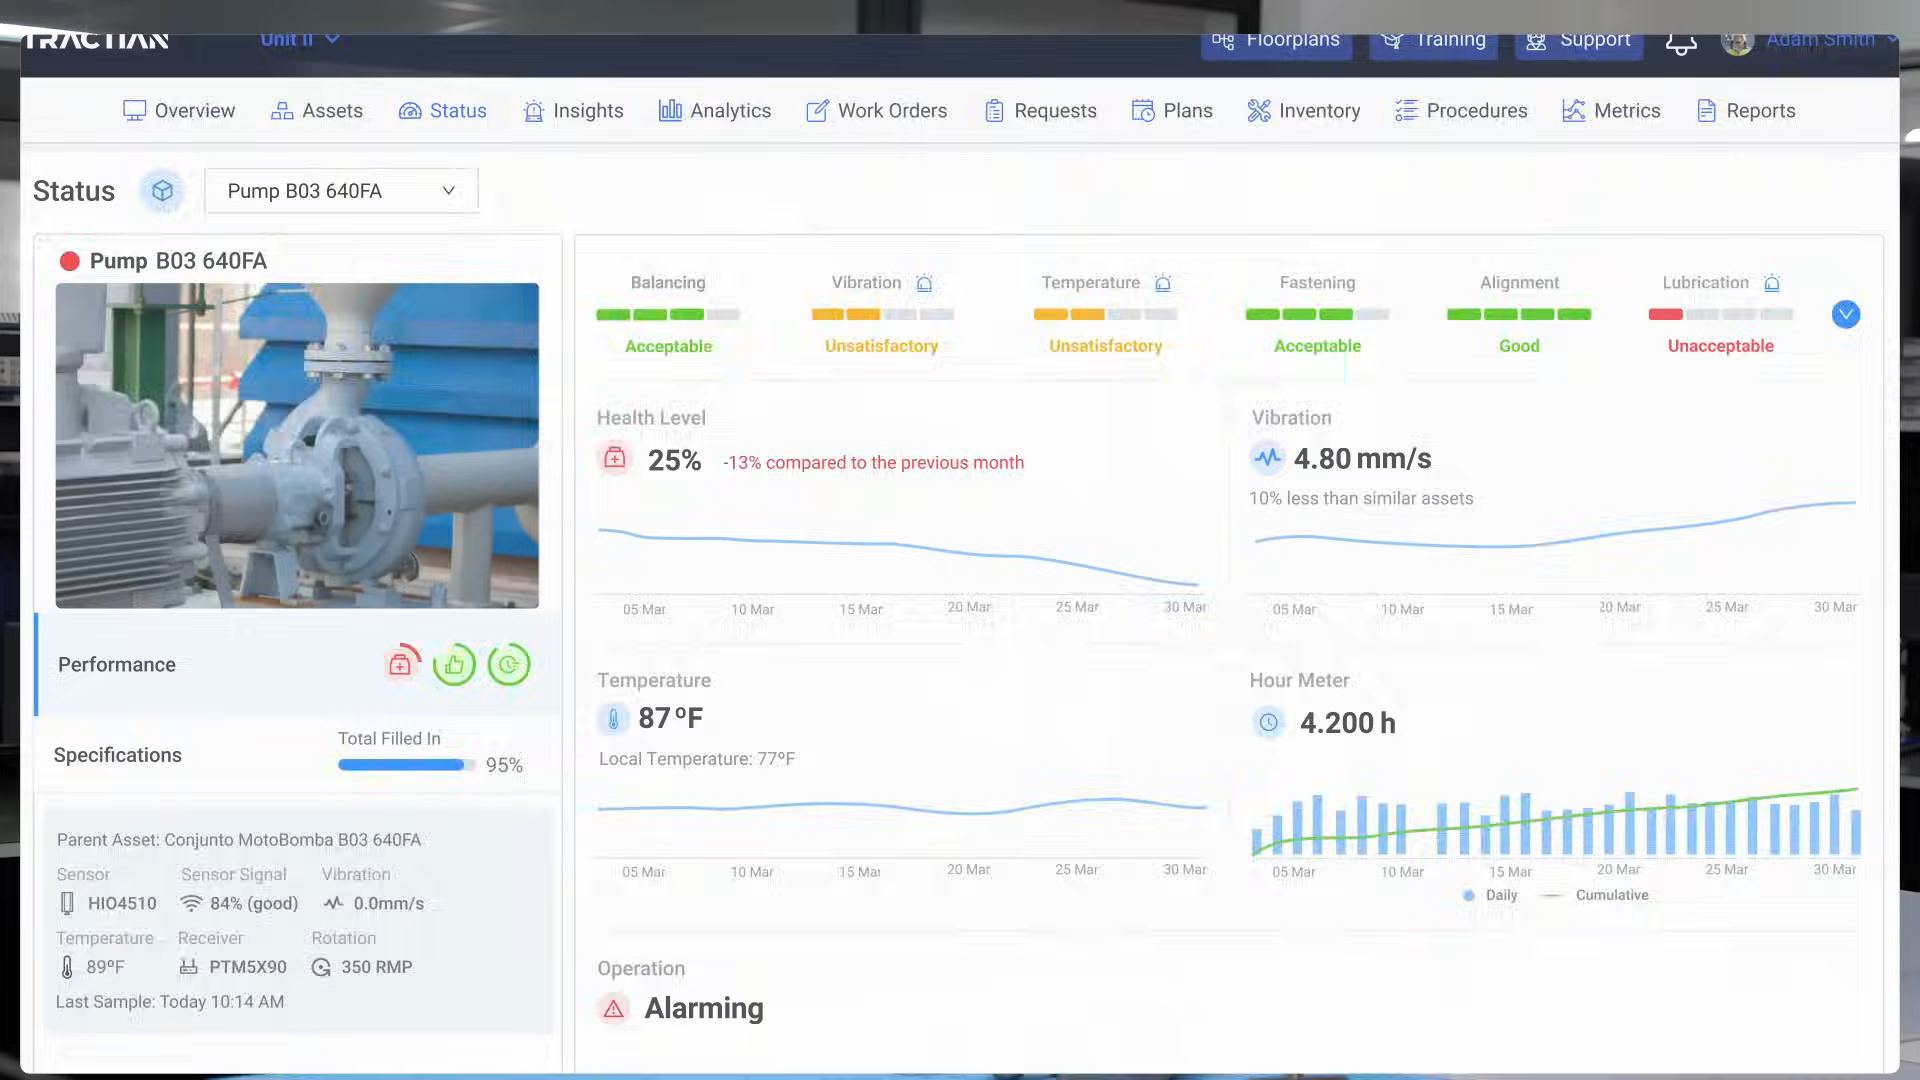 TRACTIAN
Unit II
Floorplans
Training
Support
Adam Smith
Overview
Assets
Status
Insights
Analytics
Work Orders
Requests
Plans
Inventory
Procedures
Metrics
Reports
Status
Pump B03 640FA
Pump B03 640FA
Performance
Specifications
Total Filled In
95%
Parent Asset: Conjunto MotoBomba B03 640FA
Sensor Sensor Signal Vibration
HIO4510 84% (good) 0.0mm/s
Temperature Receiver Rotation
89ºF PTM5X90 350 RMP
Last Sample: Today 10:14 AM
Balancing
Acceptable
Vibration
Unsatisfactory
Temperature
Unsatisfactory
Fastening
Acceptable
Alignment
Good
Lubrication
Unacceptable
Health Level
25% -13% compared to the previous month
05 Mar 10 Mar 15 Mar 20 Mar 25 Mar 30 Mar
Vibration
4.80 mm/s
10% less than similar assets
05 Mar 10 Mar 15 Mar 20 Mar 25 Mar 30 Mar
Temperature
87ºF
Local Temperature: 77ºF
05 Mar 10 Mar 15 Mar 20 Mar 25 Mar 30 Mar
Hour Meter
4.200 h
05 Mar 10 Mar 15 Mar 20 Mar 25 Mar 30 Mar
Daily Cumulative
Operation
Alarming